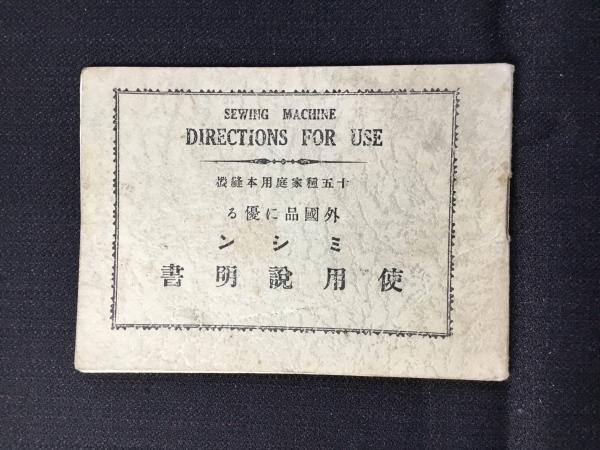 SEWING MACHINE
DIRECTIONS FOR USE
十五種家庭用本縫
外國品に優る
ミシン
使用說明書